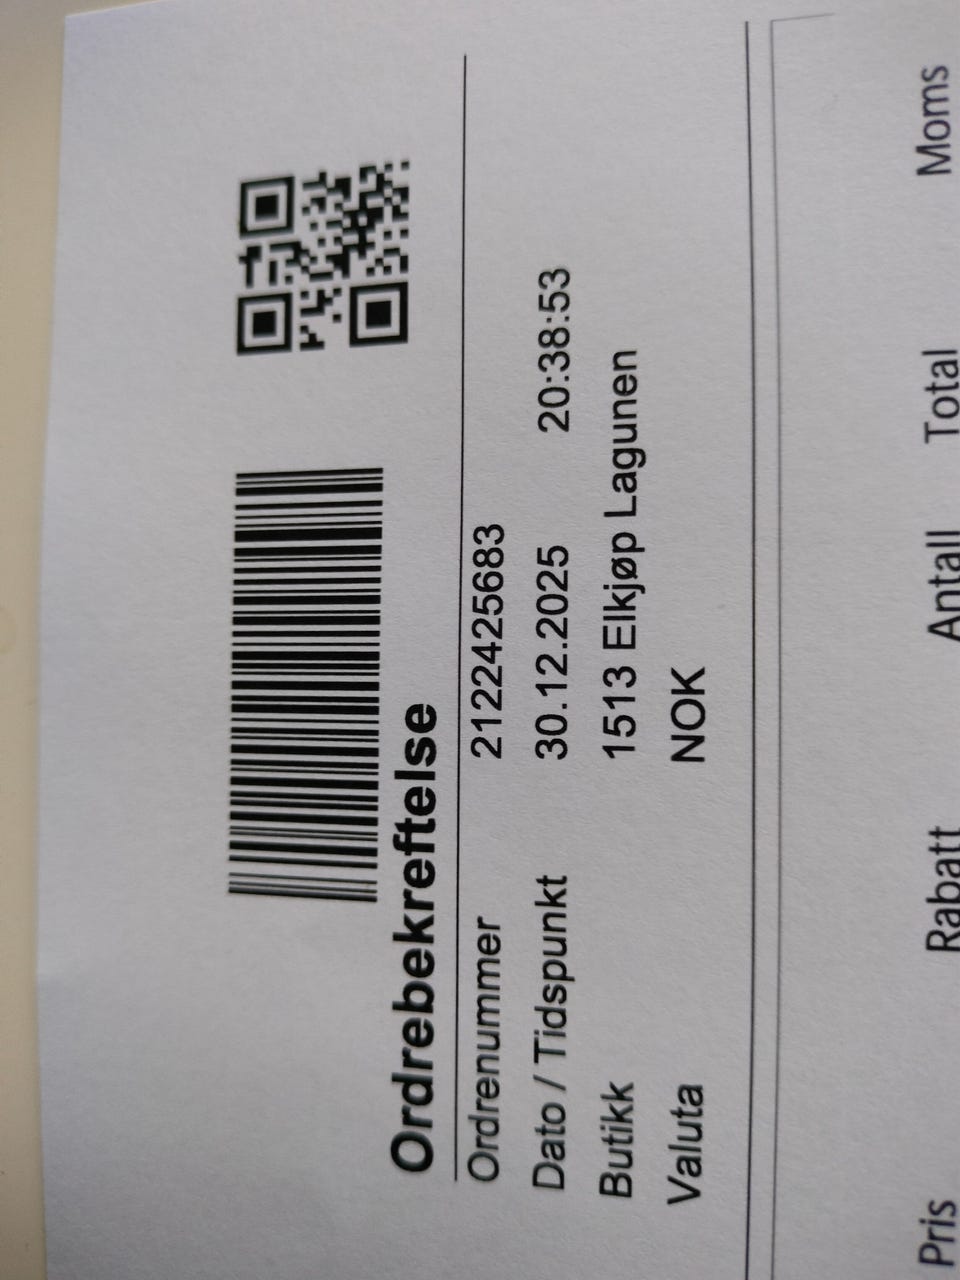 Ordrebekreftelse
Ordrenummer 2122425683
Dato / Tidspunkt 30.12.2025 20:38:53
Butikk 1513 Elkjøp Lagunen
Valuta NOK
Pris Rabatt Antall Total Moms